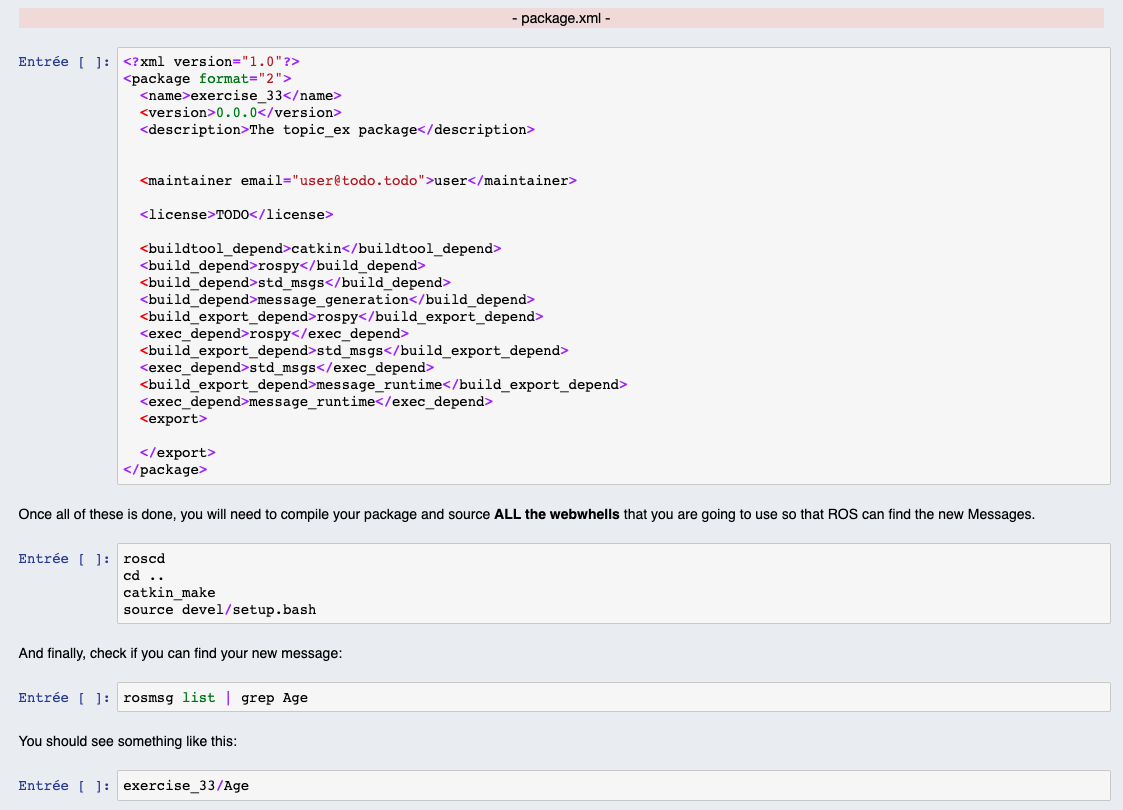 - package.xml -
Entrée [ ]:
<?xml version="1.0"?>
<package format="2">
  <name>exercise_33</name>
  <version>0.0.0</version>
  <description>The topic_ex package</description>
  <maintainer email="user@todo.todo">user</maintainer>
  <license>TODO</license>
  <buildtool_depend>catkin</buildtool_depend>
  <build_depend>rospy</build_depend>
  <build_depend>std_msgs</build_depend>
  <build_depend>message_generation</build_depend>
  <build_export_depend>rospy</build_export_depend>
  <exec_depend>rospy</exec_depend>
  <build_export_depend>std_msgs</build_export_depend>
  <exec_depend>std_msgs</exec_depend>
  <build_export_depend>message_runtime</build_export_depend>
  <exec_depend>message_runtime</exec_depend>
  <export>
  </export>
</package>
Once all of these is done, you will need to compile your package and source ALL the webwhells that you are going to use so that ROS can find the new Messages.
Entrée [ ]:
roscd
cd ..
catkin_make
source devel/setup.bash
And finally, check if you can find your new message:
Entrée [ ]:
rosmsg list | grep Age
You should see something like this:
Entrée [ ]:
exercise_33/Age